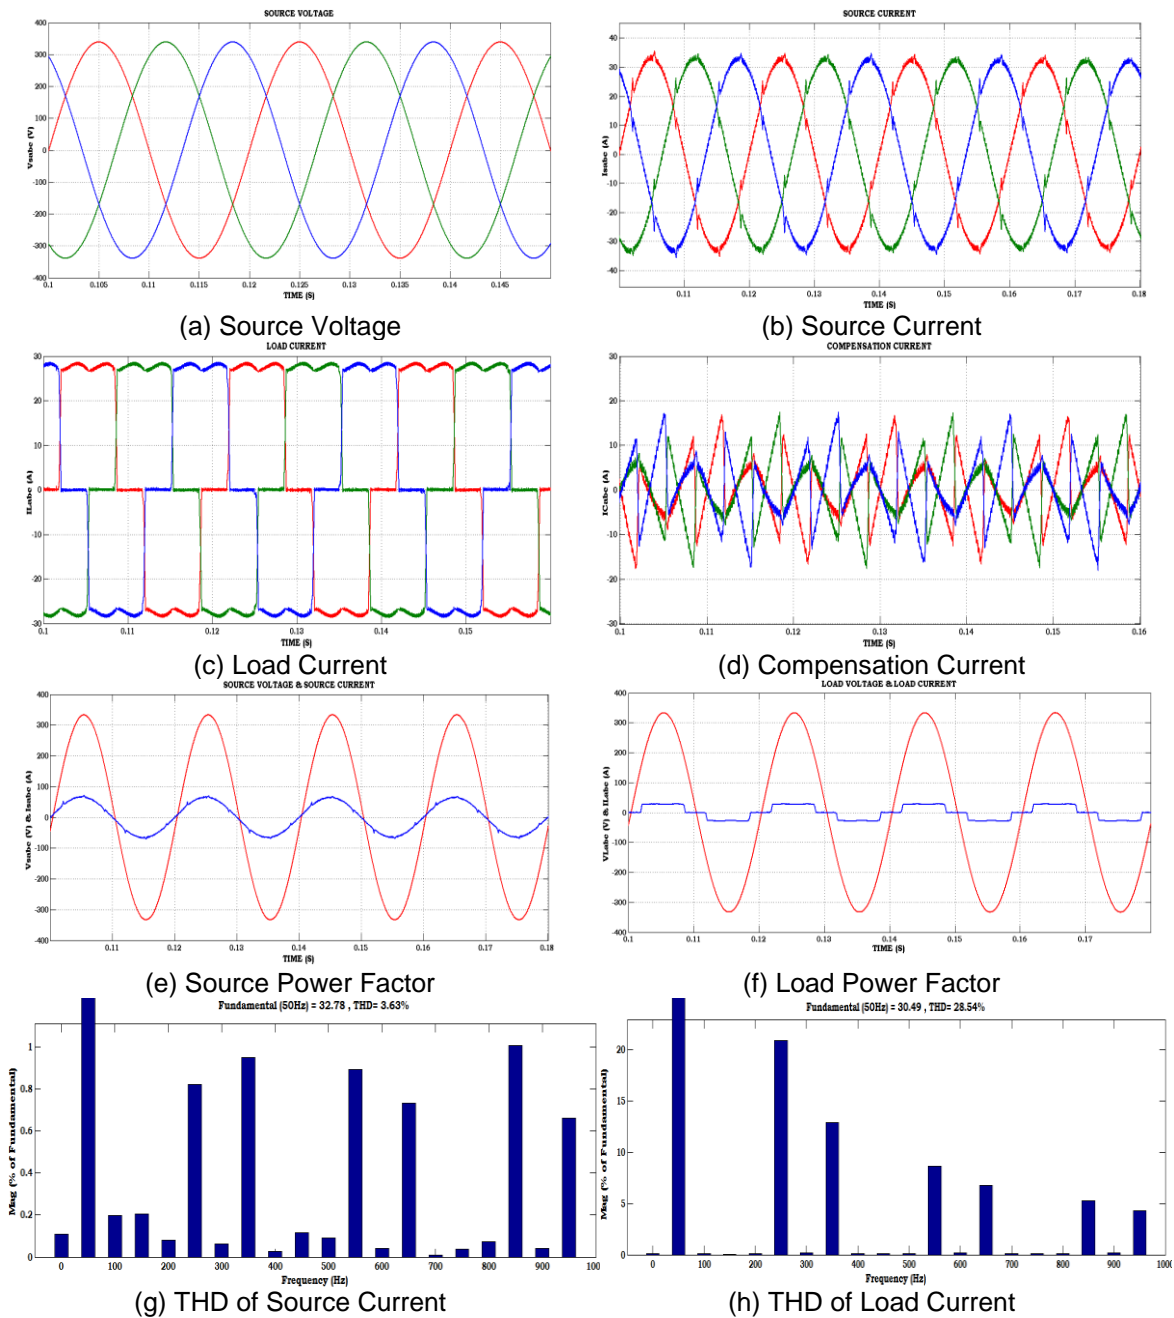 SOURCE VOLTAGE
Vsabc (V)
400
300
200
100
0
-100
-200
-300
-400
0.1 0.105 0.11 0.115 0.12 0.125 0.13 0.135 0.14 0.145
TIME (S)
(a) Source Voltage
SOURCE CURRENT
Isabc (A)
40
30
20
10
0
-10
-20
-30
-40
0.11 0.12 0.13 0.14 0.15 0.16 0.17 0.18
TIME (S)
(b) Source Current
LOAD CURRENT
ILabc (A)
30
20
10
0
-10
-20
-30
0.1 0.11 0.12 0.13 0.14 0.15
TIME (S)
(c) Load Current
COMPENSATION CURRENT
ICabc (A)
30
20
10
0
-10
-20
-30
0.1 0.11 0.12 0.13 0.14 0.15 0.16
TIME (S)
(d) Compensation Current
SOURCE VOLTAGE & SOURCE CURRENT
Vsabc (V) & Isabc (A)
400
300
200
100
0
-100
-200
-300
-400
0.11 0.12 0.13 0.14 0.15 0.16 0.17 0.18
TIME (S)
(e) Source Power Factor
LOAD VOLTAGE & LOAD CURRENT
VLabc (V) & ILabc (A)
400
300
200
100
0
-100
-200
-300
-400
0.1 0.11 0.12 0.13 0.14 0.15 0.16 0.17
TIME (S)
(f) Load Power Factor
Fundamental (50Hz) = 32.78 , THD= 3.63%
Mag (% of Fundamental)
1
0.8
0.6
0.4
0.2
0
0 100 200 300 400 500 600 700 800 900 100
Frequency (Hz)
(g) THD of Source Current
Fundamental (50Hz) = 30.49 , THD= 28.54%
Mag (% of Fundamental)
20
15
10
5
0
0 100 200 300 400 500 600 700 800 900 1000
Frequency (Hz)
(h) THD of Load Current